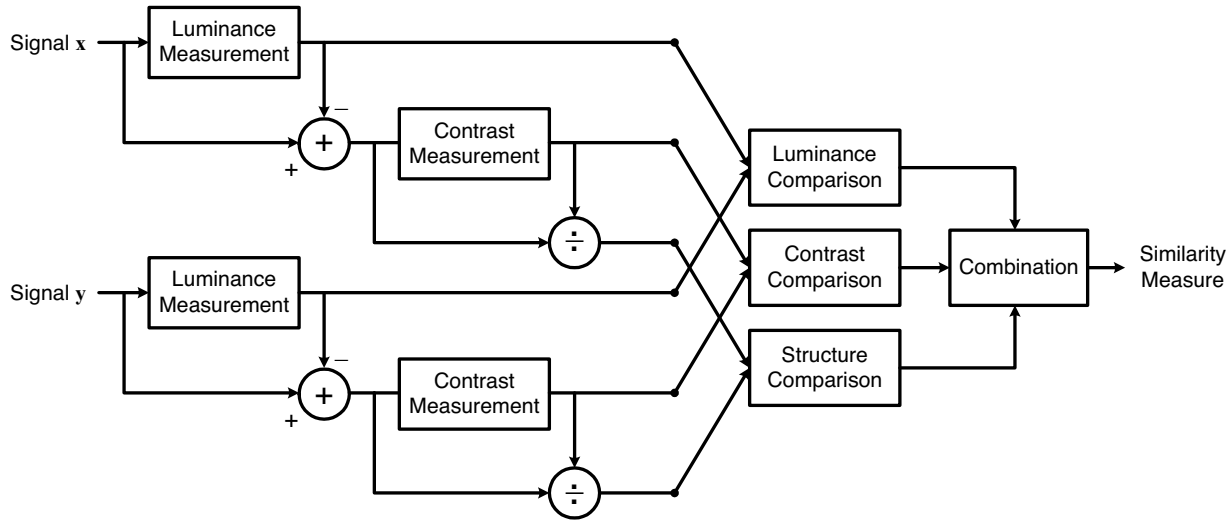 Signal x
Luminance
Measurement
−
+
+
Contrast
Measurement
÷
Signal y
Luminance
Measurement
−
+
+
Contrast
Measurement
÷
Luminance
Comparison
Contrast
Comparison
Structure
Comparison
Combination
Similarity
Measure